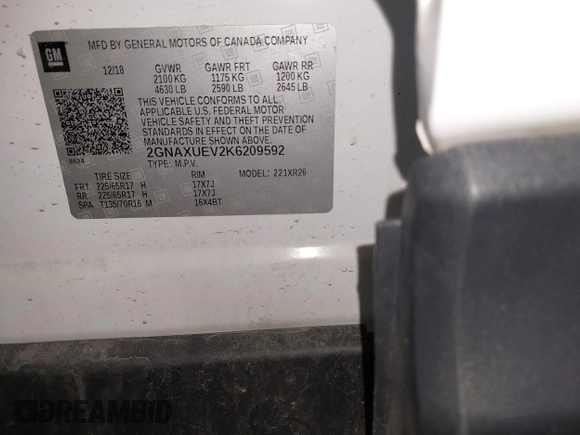 GM
MFD BY GENERAL MOTORS OF CANADA COMPANY
12/18 GVWR GAWR FRT GAWR RR
2100 KG 1175 KG 1200 KG
4630 LB 2590 LB 2645 LB
THIS VEHICLE CONFORMS TO ALL
APPLICABLE U.S. FEDERAL MOTOR
VEHICLE SAFETY AND THEFT PREVENTION
STANDARDS IN EFFECT ON THE DATE OF
MANUFACTURE SHOWN ABOVE.
2GNAXUEV2K6209592
TYPE: M.P.V. MODEL: 221XR26
TIRE SIZE RIM
FRT 225/65R17 H 17X7J
RR 225/65R17 H 17X7J
SPA T135/70R16 M 16X4BT
DREAMBID